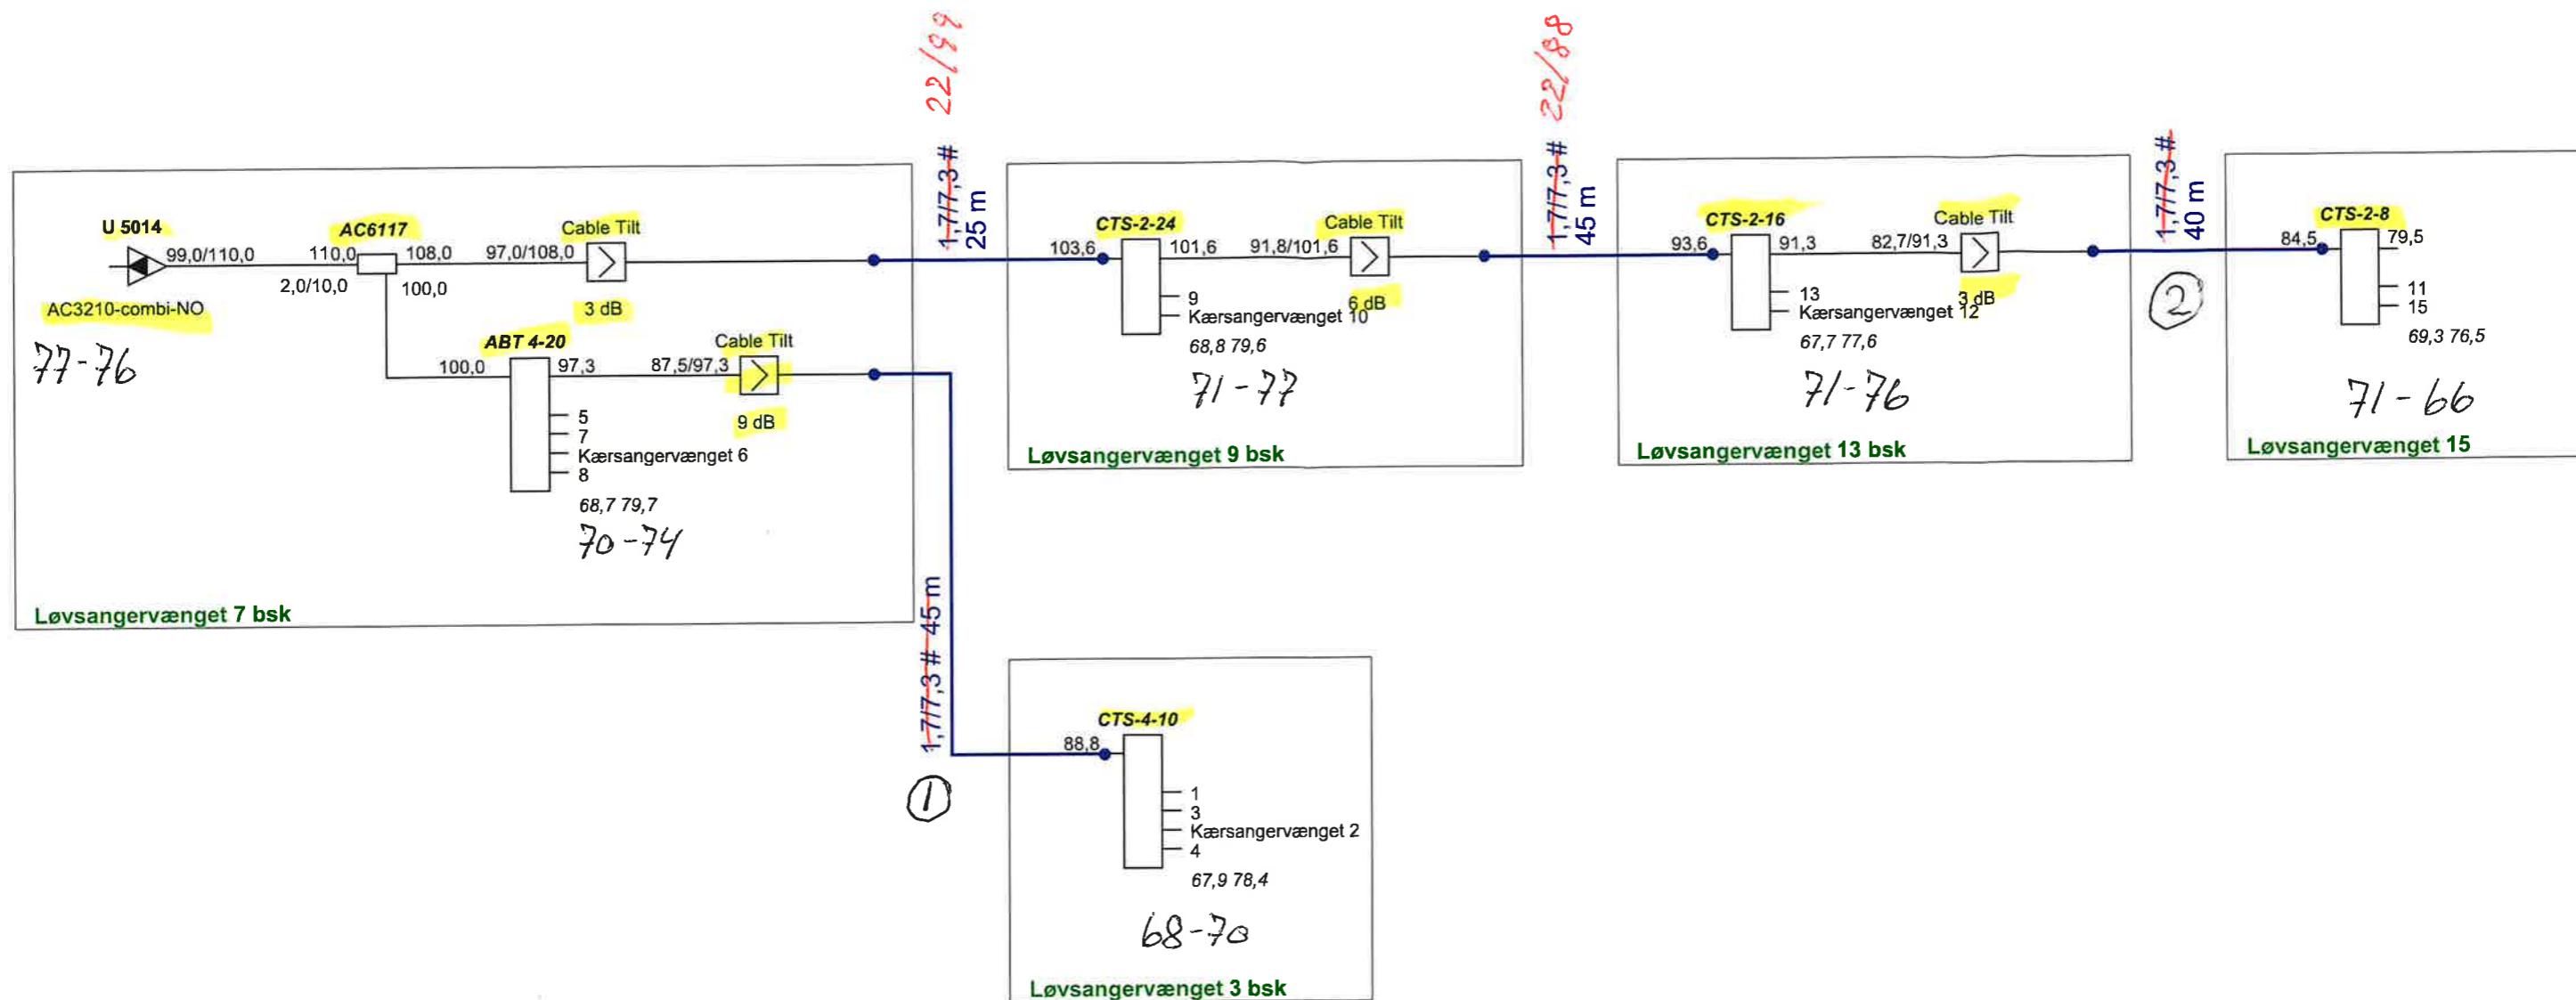 22/99
22/88
1,7/7,3 #
25 m
1,7/7,3 #
45 m
1,7/7,3 #
40 m
U 5014
99,0/110,0
AC3210-combi-NO
77-76
AC6117
110,0
108,0
2,0/10,0
100,0
97,0/108,0
Cable Tilt
3 dB
ABT 4-20
100,0
97,3
87,5/97,3
Cable Tilt
9 dB
5
7
Kærsangervænget 6
8
68,7 79,7
70-74
Løvsangervænget 7 bsk
CTS-2-24
103,6
101,6
91,8/101,6
Cable Tilt
6 dB
9
Kærsangervænget 10
68,8 79,6
71-77
Løvsangervænget 9 bsk
CTS-2-16
93,6
91,3
82,7/91,3
Cable Tilt
3 dB
13
Kærsangervænget 12
67,7 77,6
71-76
Løvsangervænget 13 bsk
2
CTS-2-8
84,5
79,5
11
15
69,3 76,5
71-66
Løvsangervænget 15
1,7/7,3 # 45 m
1
CTS-4-10
88,8
1
3
Kærsangervænget 2
4
67,9 78,4
68-70
Løvsangervænget 3 bsk